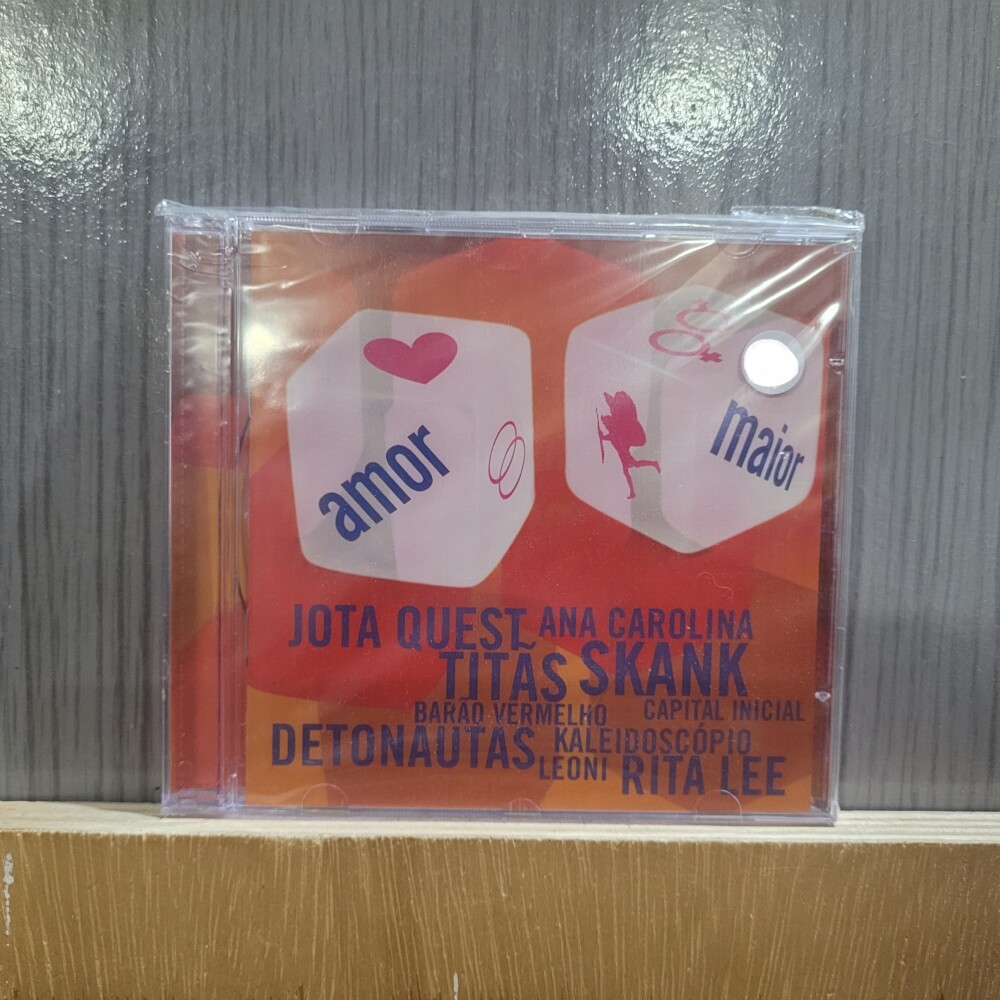 amor
maior
JOTA QUEST ANA CAROLINA
TITÃS SKANK
BARÃO VERMELHO CAPITAL INICIAL
DETONAUTAS KALEIDOSCÓPIO
LEONI RITA LEE